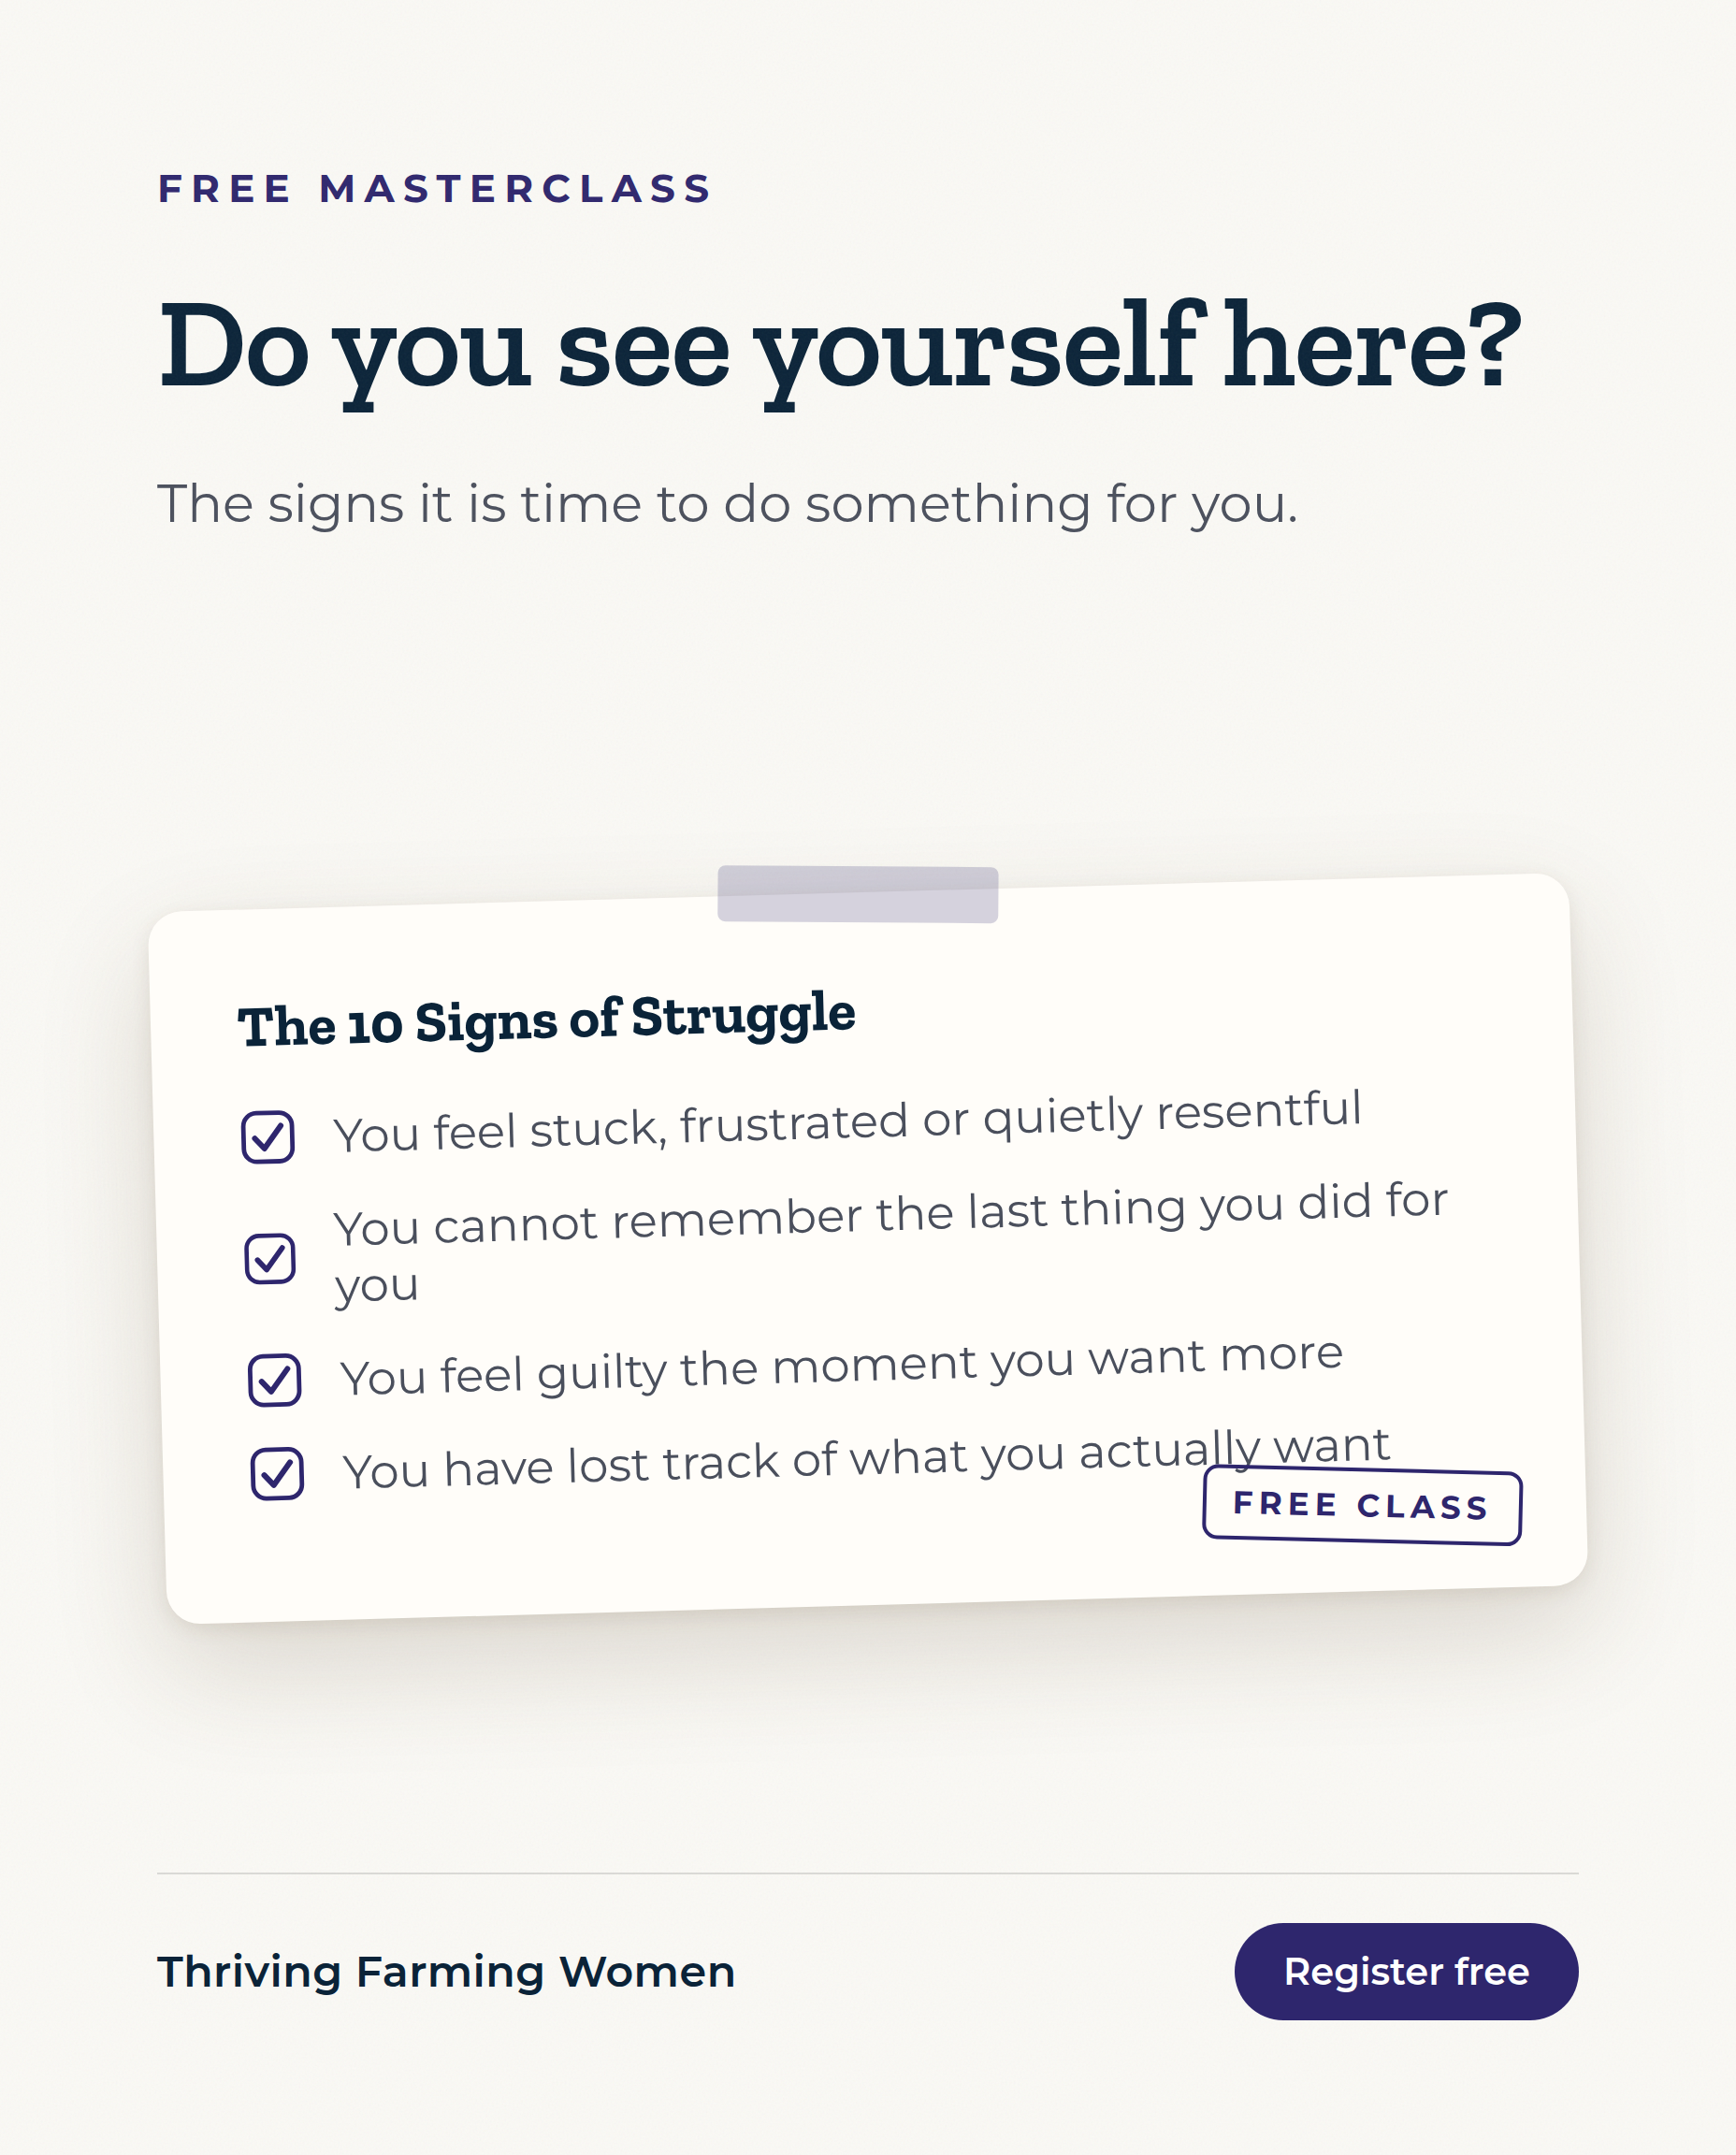 FREE MASTERCLASS
Do you see yourself here?
The signs it is time to do something for you.
The 10 Signs of Struggle
You feel stuck, frustrated or quietly resentful
You cannot remember the last thing you did for
you
You feel guilty the moment you want more
You have lost track of what you actually want
FREE CLASS
Thriving Farming Women
Register free